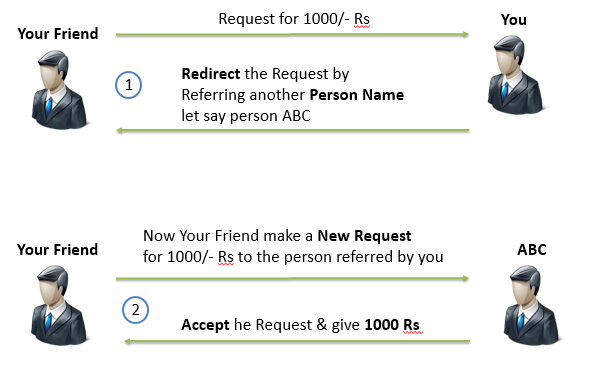 Request for 1000/- Rs
You
Your Friend
1
Redirect the Request by
Referring another Person Name
let say person ABC
Now Your Friend make a New Request
for 1000/- Rs to the person referred by you
Your Friend
ABC
2
Accept he Request & give 1000 Rs